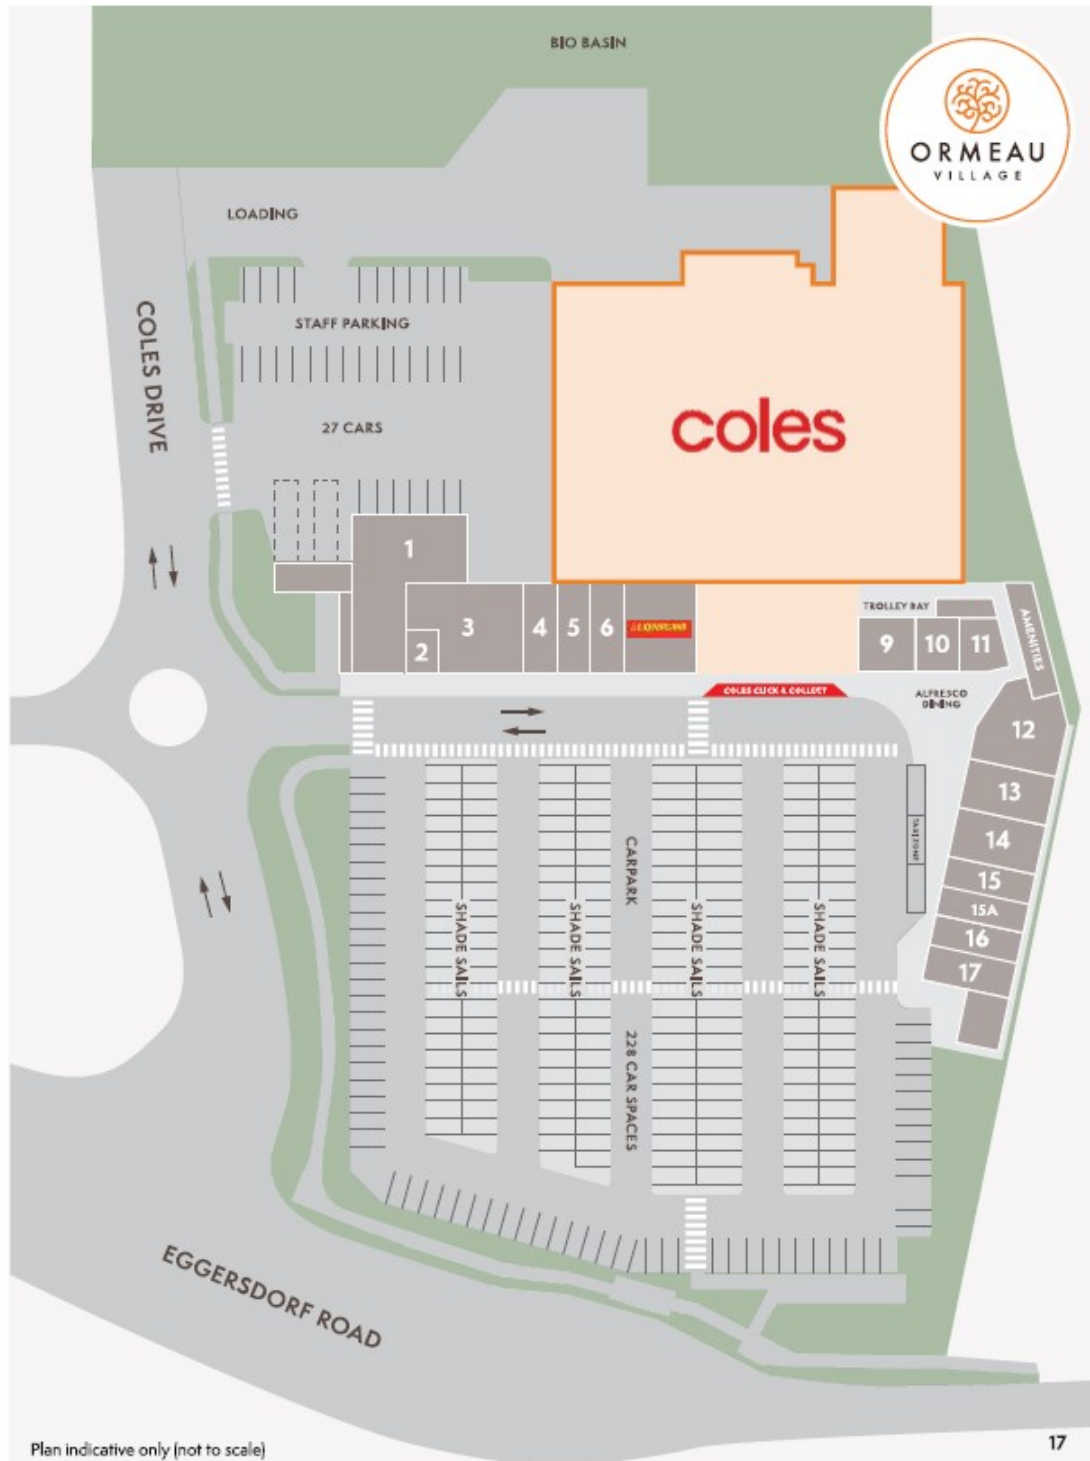 BIO BASIN
ORMEAU
VILLAGE
LOADING
COLES DRIVE
STAFF PARKING
27 CARS
coles
1
2
3
4
5
6
TROLLEY BAY
9
10
11
AMENITIES
COLES CLICK & COLLECT
ALFRESCO
DINING
12
13
14
15
15A
16
17
TAXI ZONE
CARPARK
SHADE SAILS
SHADE SAILS
SHADE SAILS
SHADE SAILS
228 CAR SPACES
EGGERSDORF ROAD
Plan indicative only (not to scale)
17